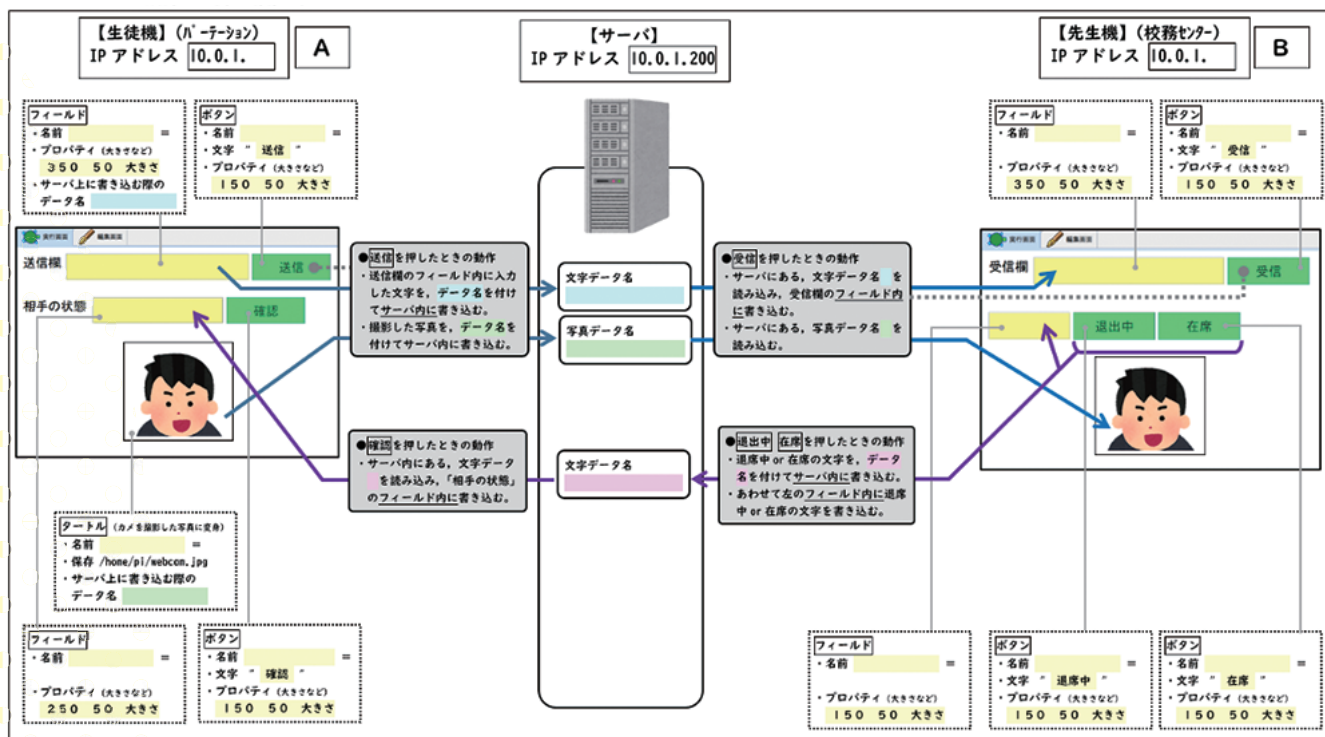 【生徒機】(パーテーション)
IP アドレス 10.0.1.
A
【サーバ】
IP アドレス 10.0.1.200
【先生機】(校務センター)
IP アドレス 10.0.1.
B
フィールド
・名前 =
・プロパティ (大きさなど)
350 50 大きさ
・サーバ上に書き込む際の
データ名
ボタン
・名前 =
・文字 " 送信 "
・プロパティ (大きさなど)
150 50 大きさ
フィールド
・名前 =
・プロパティ (大きさなど)
350 50 大きさ
ボタン
・名前 =
・文字 " 受信 "
・プロパティ (大きさなど)
150 50 大きさ
実行画面 編集画面
送信欄 送信
相手の状態 確認
●送信を押したときの動作
・送信欄のフィールド内に入力
した文字を，データ名を付け
てサーバ内に書き込む。
・撮影した写真を，データ名を
付けてサーバ内に書き込む。
文字データ名
写真データ名
●受信を押したときの動作
・サーバにある，文字データ名 を
読み込み，受信欄のフィールド内
に書き込む。
・サーバにある，写真データ名 を
読み込む。
実行画面 編集画面
受信欄 受信
退出中 在席
●確認を押したときの動作
・サーバ内にある，文字データ
を読み込み，「相手の状態」
のフィールド内に書き込む。
文字データ名
●退出中 在席を押したときの動作
・退席中 or 在席の文字を，データ
名を付けてサーバ内に書き込む。
・あわせて左のフィールド内に退席
中 or 在席の文字を書き込む。
タートル (カメを撮影した写真に変身)
・名前 =
・保存 /home/pi/webcam.jpg
・サーバ上に書き込む際の
データ名
フィールド
・名前 =
・プロパティ (大きさなど)
250 50 大きさ
ボタン
・名前 =
・文字 " 確認 "
・プロパティ (大きさなど)
150 50 大きさ
フィールド
・名前 =
・プロパティ (大きさなど)
150 50 大きさ
ボタン
・名前 =
・文字 " 退席中 "
・プロパティ (大きさなど)
150 50 大きさ
ボタン
・名前 =
・文字 " 在席 "
・プロパティ (大きさなど)
150 50 大きさ